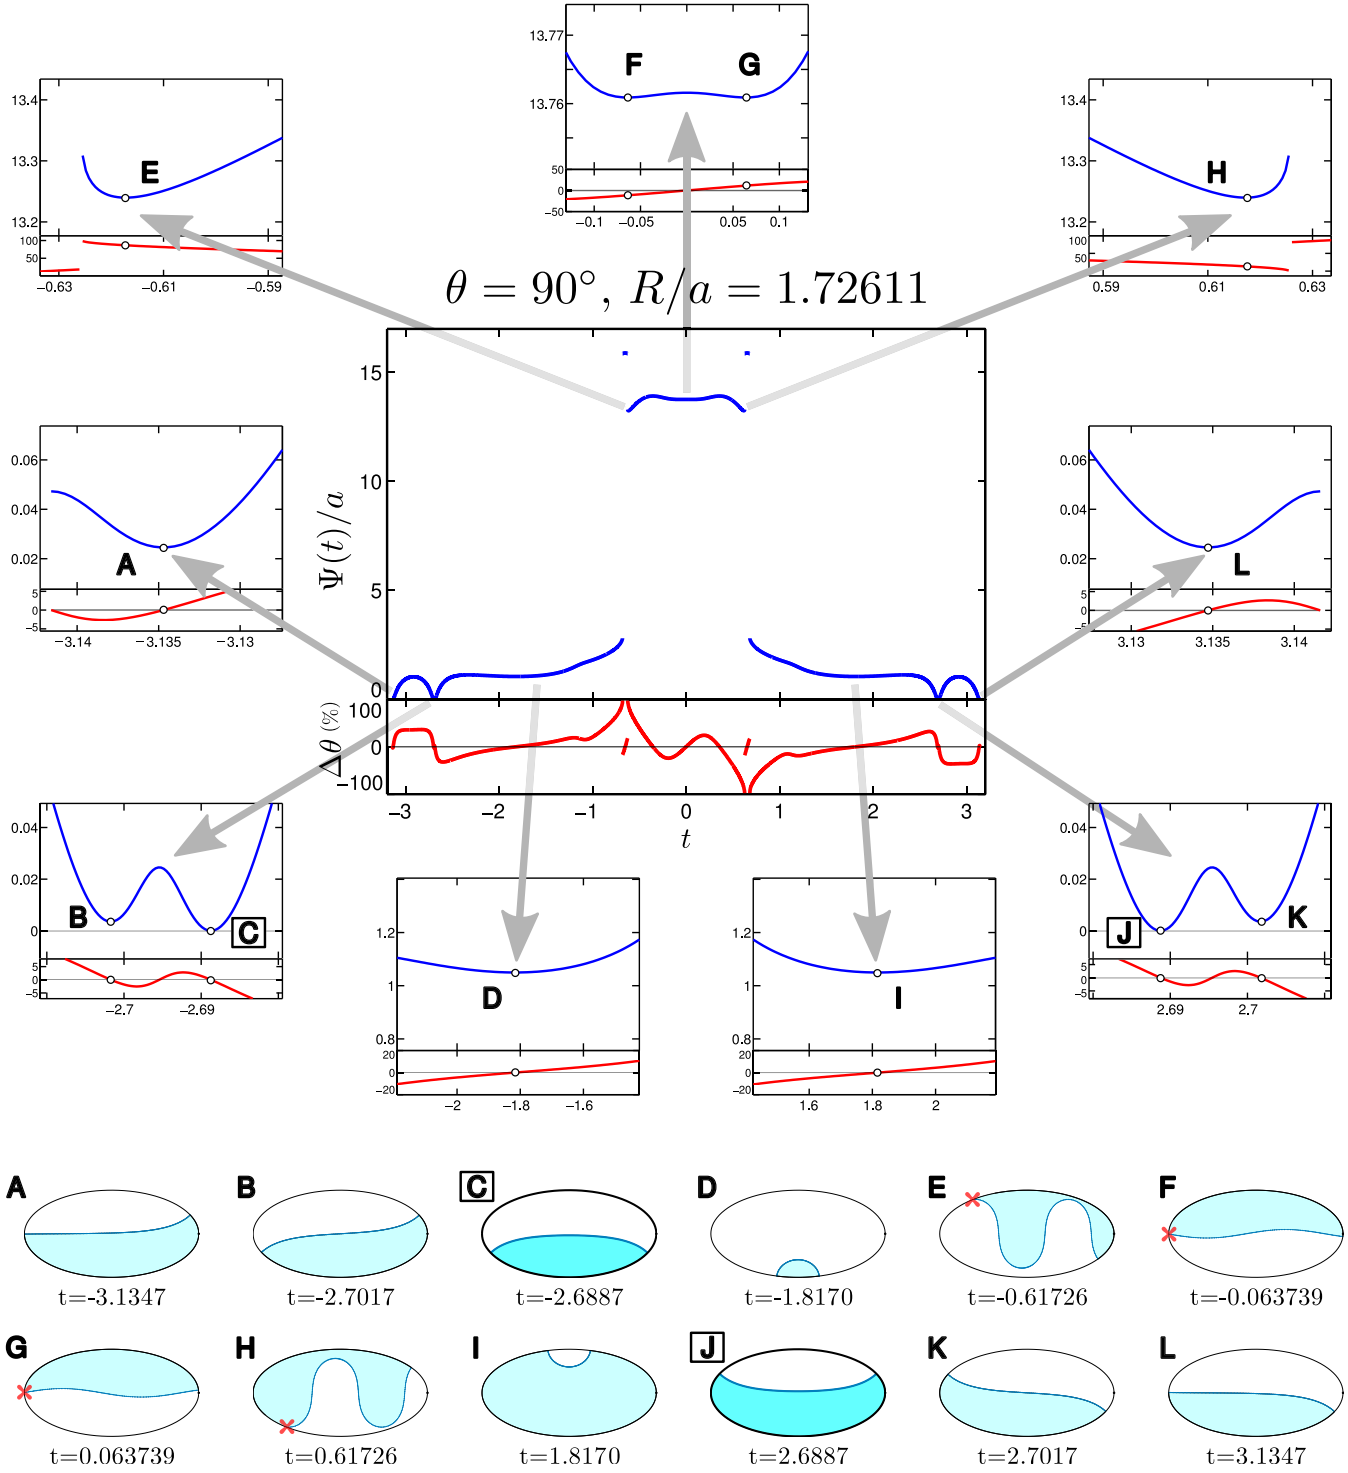 13.77
13.76
F G
50
0
−50
−0.1 −0.05 0 0.05 0.1
13.4
13.3
13.2
E
100
50
−0.63 −0.61 −0.59
13.4
13.3
13.2
H
100
50
0.59 0.61 0.63
θ = 90°, R/a = 1.72611
15
10
5
0
Ψ(t)/a
100
0
−100
Δθ (%)
−3 −2 −1 0 1 2 3
t
0.06
0.04
0.02
A
5
0
−5
−3.14 −3.135 −3.13
0.06
0.04
0.02
L
5
0
−5
3.13 3.135 3.14
0.04
0.02
0
B C
5
0
−5
−2.7 −2.69
0.04
0.02
0
J K
5
0
−5
2.69 2.7
1.2
1
0.8
D
20
0
−20
−2 −1.8 −1.6
1.2
1
0.8
I
20
0
−20
1.6 1.8 2
A B C D E F
t=-3.1347 t=-2.7017 t=-2.6887 t=-1.8170 t=-0.61726 t=-0.063739
G H I J K L
t=0.063739 t=0.61726 t=1.8170 t=2.6887 t=2.7017 t=3.1347